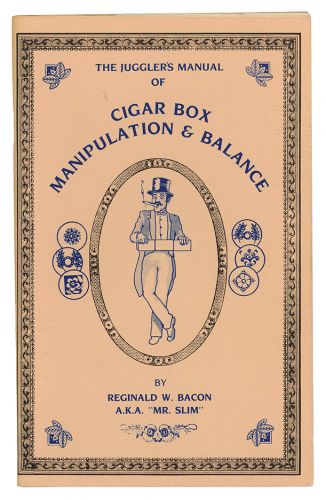 THE JUGGLER'S MANUAL
OF
CIGAR BOX
MANIPULATION & BALANCE
BY
REGINALD W. BACON
A.K.A. "MR. SLIM"